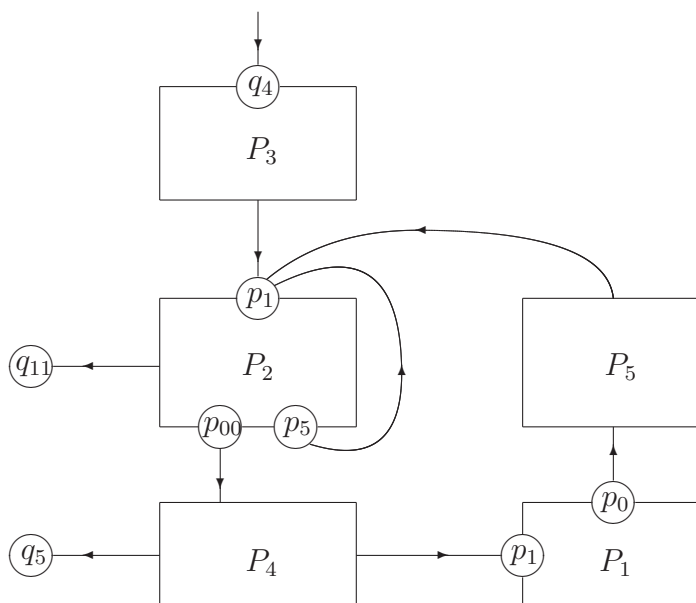 q₄
P₃
p₁
q₁₁ P₂ P₅
p₀₀ p₅
p₀
q₅ P₄ p₁ P₁